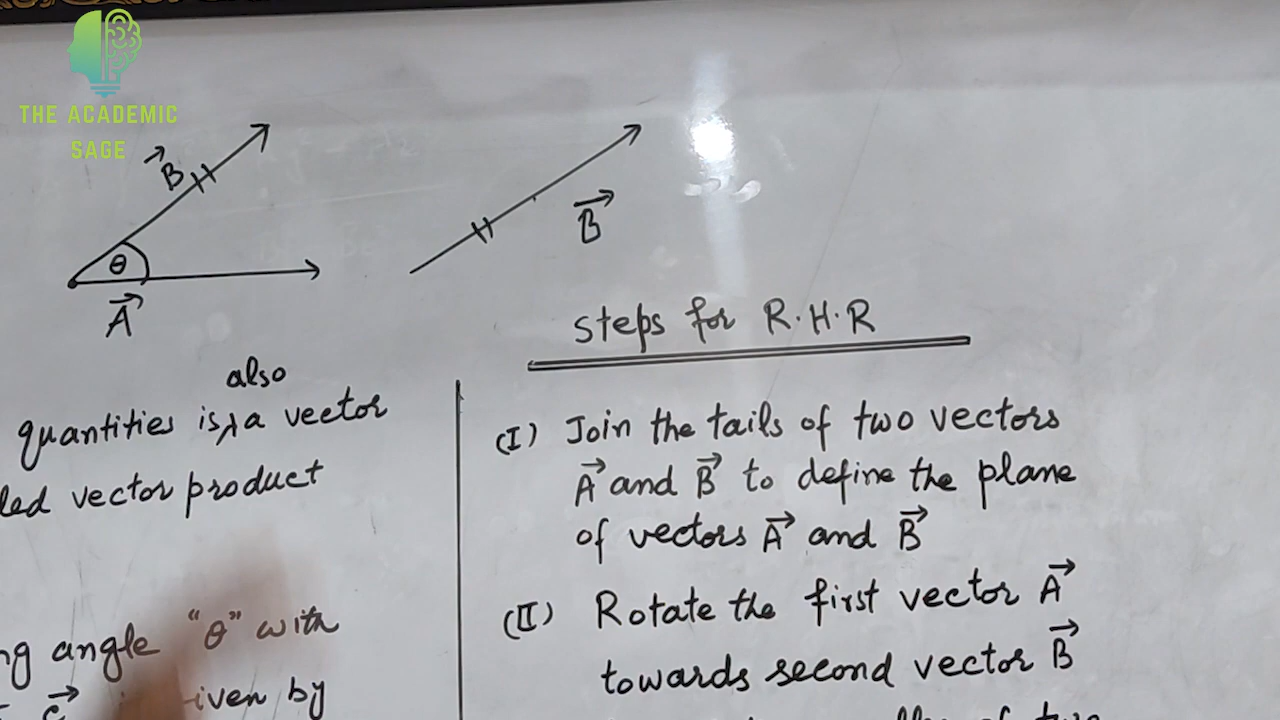 THE ACADEMIC
SAGE
B
θ
A
B
also
quantities is a vector
led vector product
angle "θ" with
C iven by
Steps for R.H.R
(I) Join the tails of two vectors
A⃗ and B⃗ to define the plane
of vectors A⃗ and B⃗
(II) Rotate the first vector A⃗
towards second vector B⃗
of two